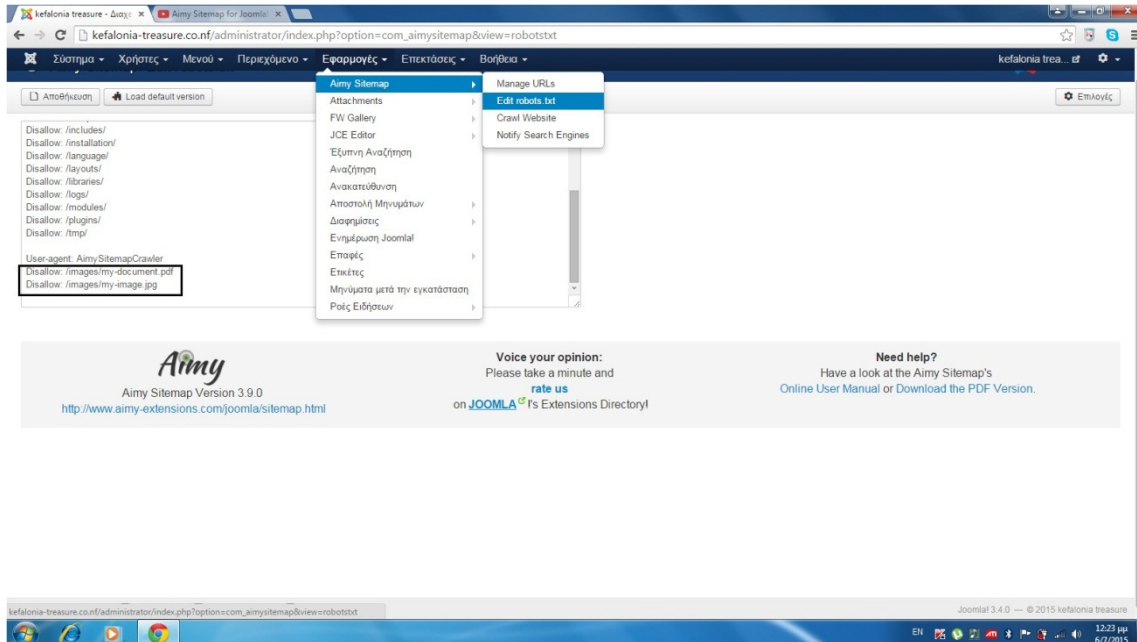 kefalonia treasure - Διαχε
Aimy Sitemap for Joomla!
kefalonia-treasure.co.nf/administrator/index.php?option=com_aimysitemap&view=robotstxt
Σύστημα Χρήστες Μενού Περιεχόμενο Εφαρμογές Επεκτάσεις Βοήθεια kefalonia trea...
Αποθήκευση Load default version Επιλογές
Aimy Sitemap
Attachments
FW Gallery
JCE Editor
Έξυπνη Αναζήτηση
Αναζήτηση
Ανακατεύθυνση
Αποστολή Μηνυμάτων
Διαφημίσεις
Ενημέρωση Joomla!
Επαφές
Ετικέτες
Μηνύματα μετά την εγκατάσταση
Ροές Ειδήσεων
Manage URLs
Edit robots.txt
Crawl Website
Notify Search Engines
Disallow: /includes/
Disallow: /installation/
Disallow: /language/
Disallow: /layouts/
Disallow: /libraries/
Disallow: /logs/
Disallow: /modules/
Disallow: /plugins/
Disallow: /tmp/
User-agent: AimySitemapCrawler
Disallow: /images/my-document.pdf
Disallow: /images/my-image.jpg
Aimy
Aimy Sitemap Version 3.9.0
http://www.aimy-extensions.com/joomla/sitemap.html
Voice your opinion:
Please take a minute and
rate us
on JOOMLA!'s Extensions Directory!
Need help?
Have a look at the Aimy Sitemap's
Online User Manual or Download the PDF Version.
kefalonia-treasure.co.nf/administrator/index.php?option=com_aimysitemap&view=robotstxt
Joomla! 3.4.0 — © 2015 kefalonia treasure
EN
12:23 μμ
6/7/2015